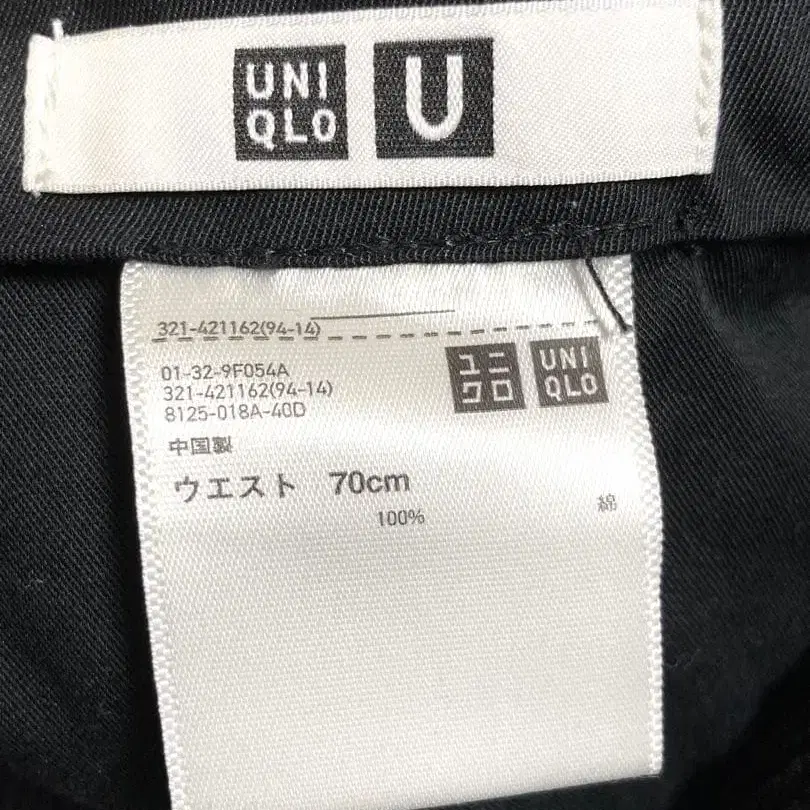 UNI
QLO
U
321-421162(94-14)
01-32-9F054A
321-421162(94-14)
8125-018A-40D
ユニ
クロ
UNI
QLO
中国製
ウエスト 70cm
100% 綿